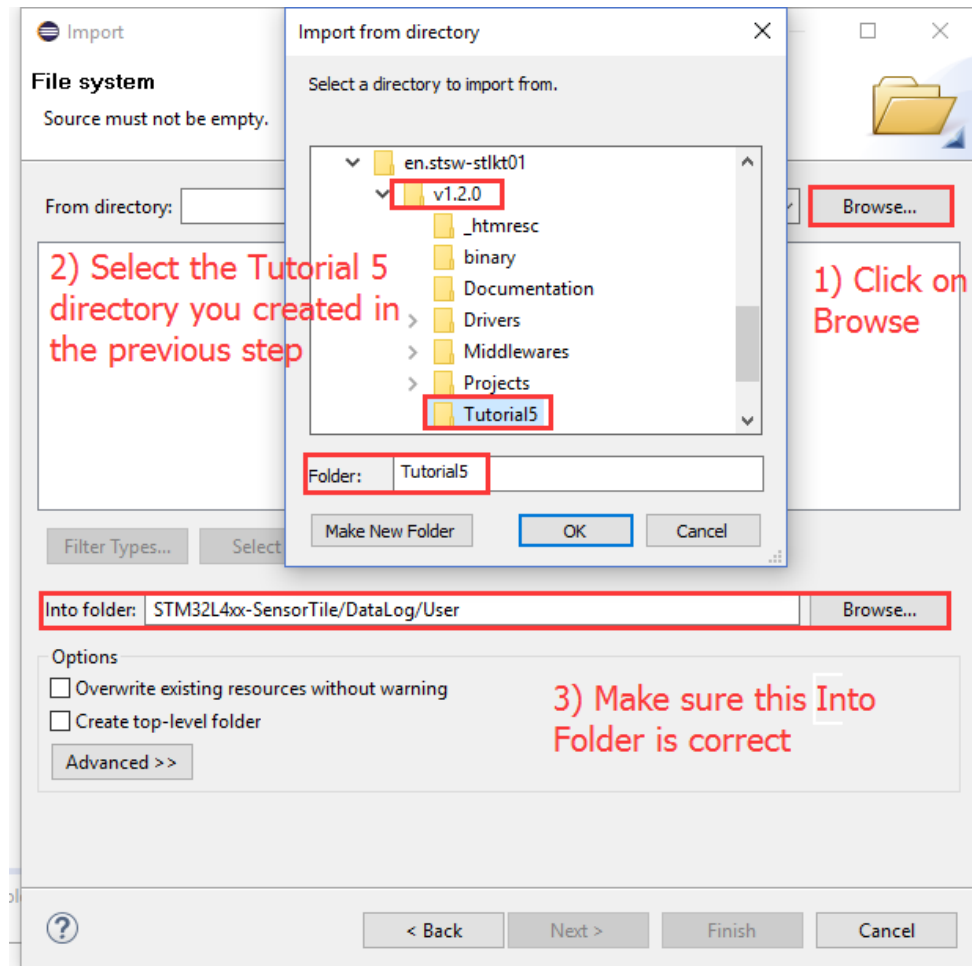 Import
File system
Source must not be empty.
From directory:
Browse...
Import from directory
Select a directory to import from.
en.stsw-stlkt01
v1.2.0
_htmresc
binary
Documentation
Drivers
Middlewares
Projects
Tutorial5
Folder: Tutorial5
Make New Folder OK Cancel
1) Click on
Browse
2) Select the Tutorial 5
directory you created in
the previous step
Filter Types... Select
Into folder: STM32L4xx-SensorTile/DataLog/User Browse...
Options
Overwrite existing resources without warning
Create top-level folder
Advanced >>
3) Make sure this Into
Folder is correct
? < Back Next > Finish Cancel